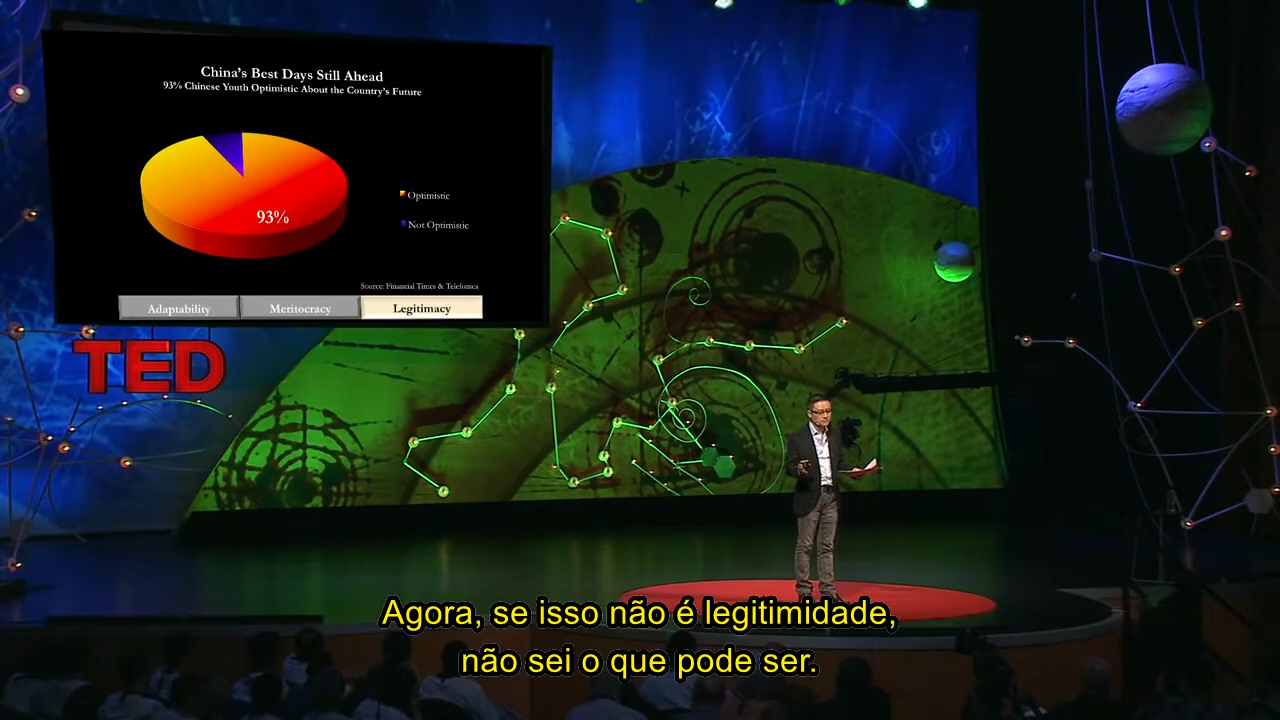 China's Best Days Still Ahead
93% Chinese Youth Optimistic About the Country's Future
93%
Optimistic
Not Optimistic
Source: Financial Times & Telefonica
Adaptability
Meritocracy
Legitimacy
TED
Agora, se isso não é legitimidade,
não sei o que pode ser.